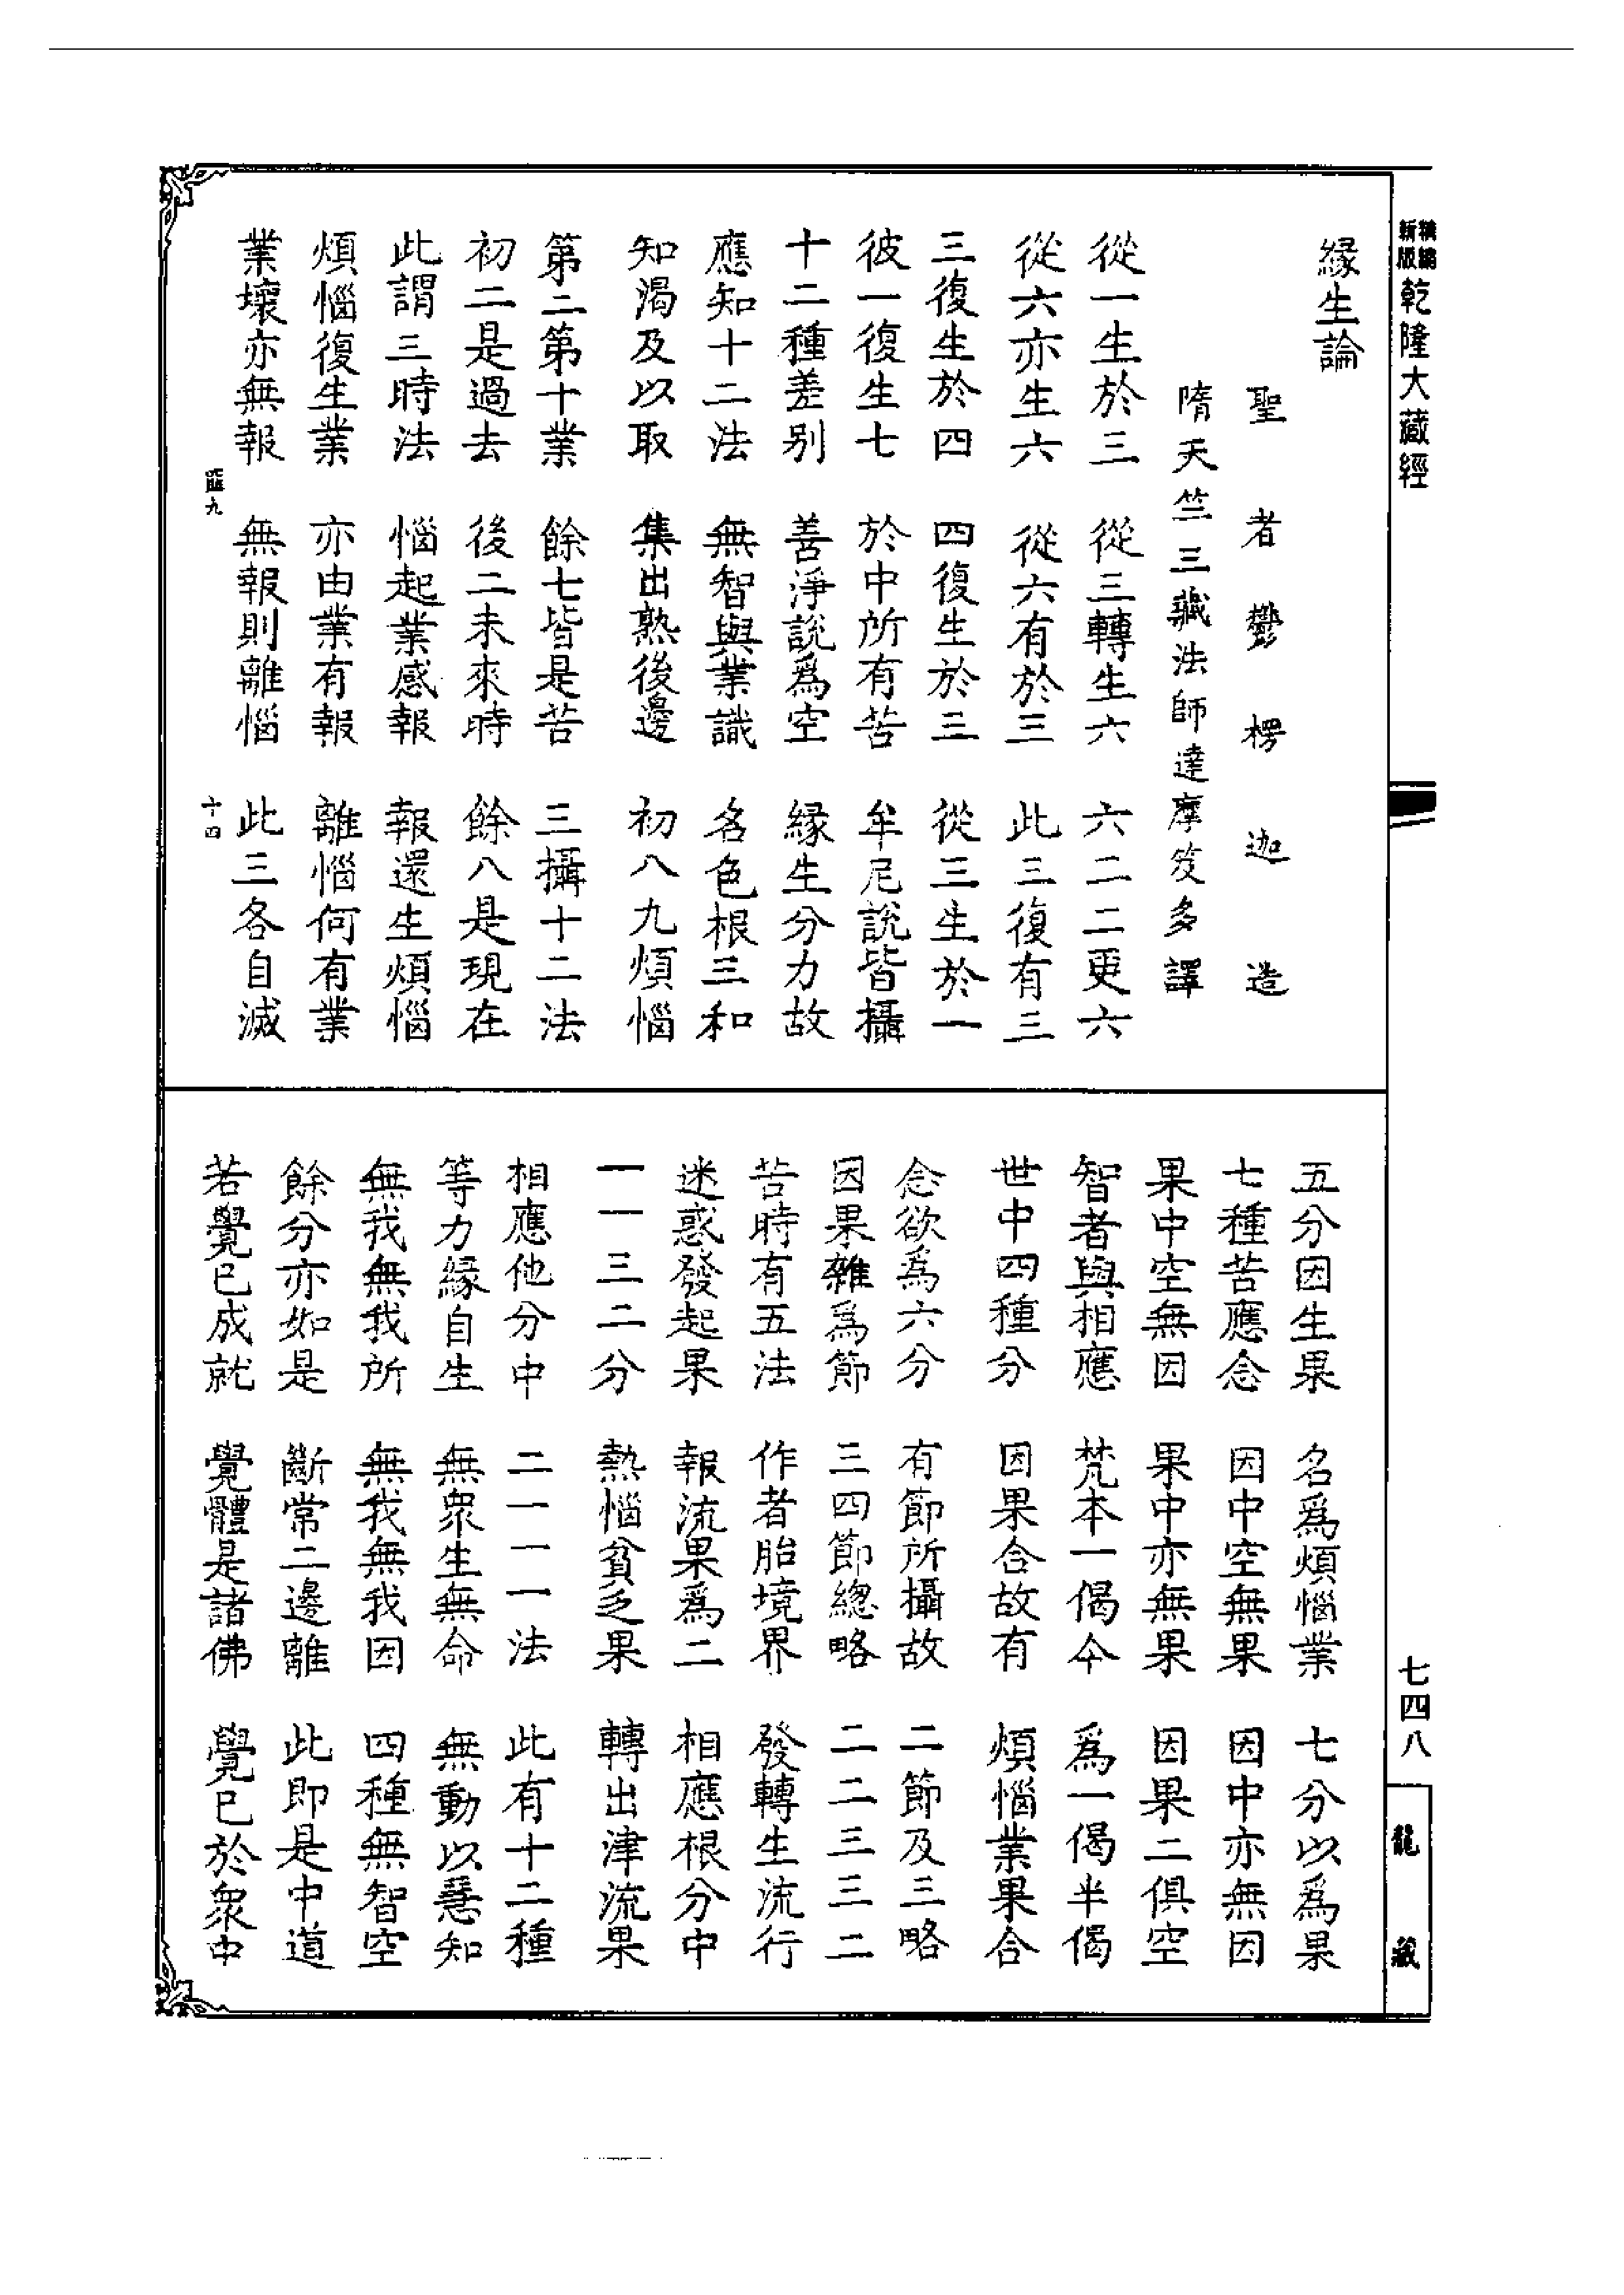 新編
縮版
乾隆大藏經
七四八
龍藏
緣生論
聖者鬱楞迦造
隋天竺三藏法師達摩笈多譯
從一生於三 從三轉生六 六二二更六
從六亦生六 從六有於三 此三復有三
三復生於四 四復生於三 從三生於一
彼一復生七 於中所有苦 牟尼說皆攝
十二種差別 善淨說為空 緣生分力故
應知十二法 無智與業識 名色根三和
知渴及以取 集出熟後邊 初八九煩惱
第二第十業 餘七皆是苦 三攝十二法
初二是過去 後二未來時 餘八是現在
此謂三時法 惱起業感報 報還生煩惱
煩惱復生業 亦由業有報 離惱何有業
業壞亦無報 無報則離惱 此三各自滅
匪九 十四
五分因生果 名為煩惱業 七分以為果
七種苦應念 因中空無果 因中亦無因
果中空無因 果中亦無果 因果二俱空
智者與相應 梵本一偈今 為一偈半偈
世中四種分 因果合故有 煩惱業果合
念欲為六分 有節所攝故 二節及三略
因果雜為節 三四節總略 二二三三二
苦時有五法 作者胎境界 發轉生流行
迷惑發起果 報流果為二 相應根分中
一一三二分 熱惱貧乏果 轉出津流果
相應他分中 二一一一法 此有十二種
等力緣自生 無眾生無命 無動以慧知
無我無我所 無我無我因 四種無智空
餘分亦如是 斷常二邊離 此即是中道
若覺已成就 覺體是諸佛 覺已於眾中